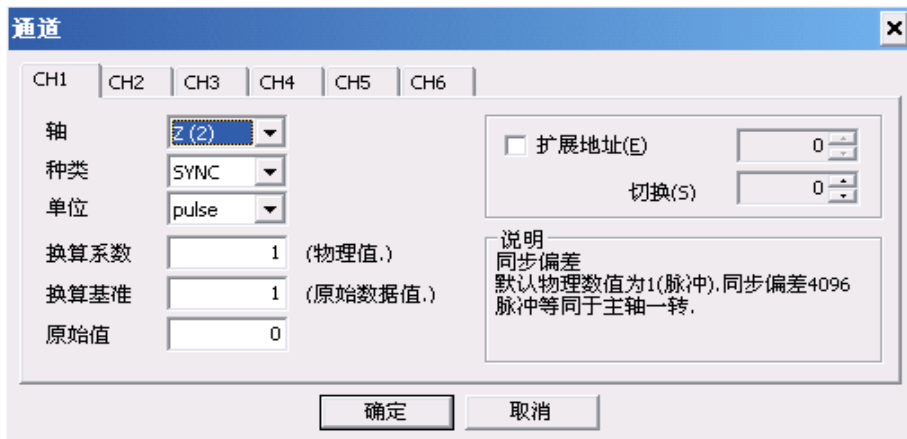 通道
CH1 CH2 CH3 CH4 CH5 CH6
轴 Z (2)
种类 SYNC
单位 pulse
换算系数 1 (物理值.)
换算基准 1 (原始数据值.)
原始值 0
扩展地址(E) 0
切换(S) 0
说明
同步偏差
默认物理数值为1(脉冲).同步偏差4096
脉冲等同于主轴一转.
确定 取消